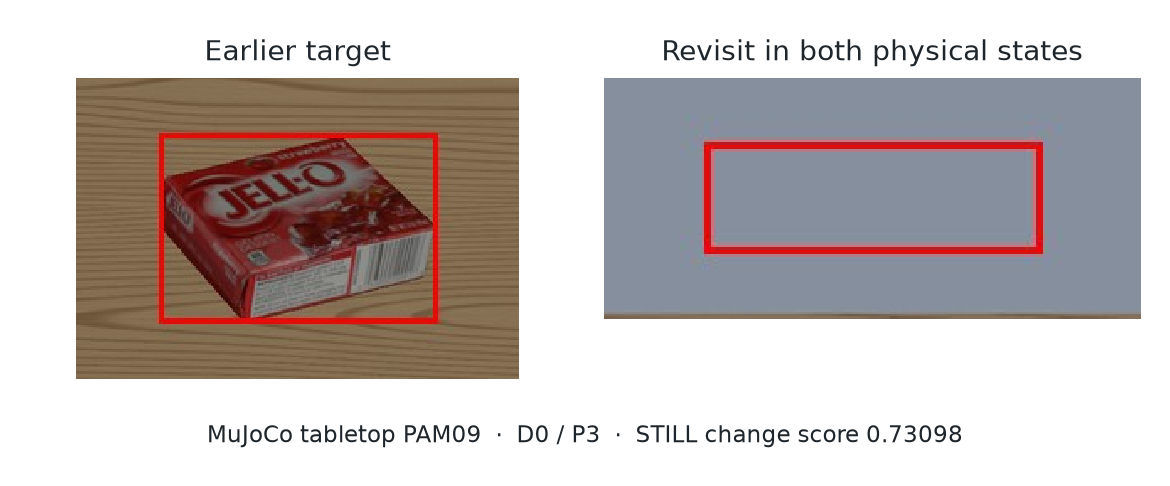 Earlier target
Revisit in both physical states
strawberry
JELL-O
JELL-O
MuJoCo tabletop PAM09 · D0 / P3 · STILL change score 0.73098